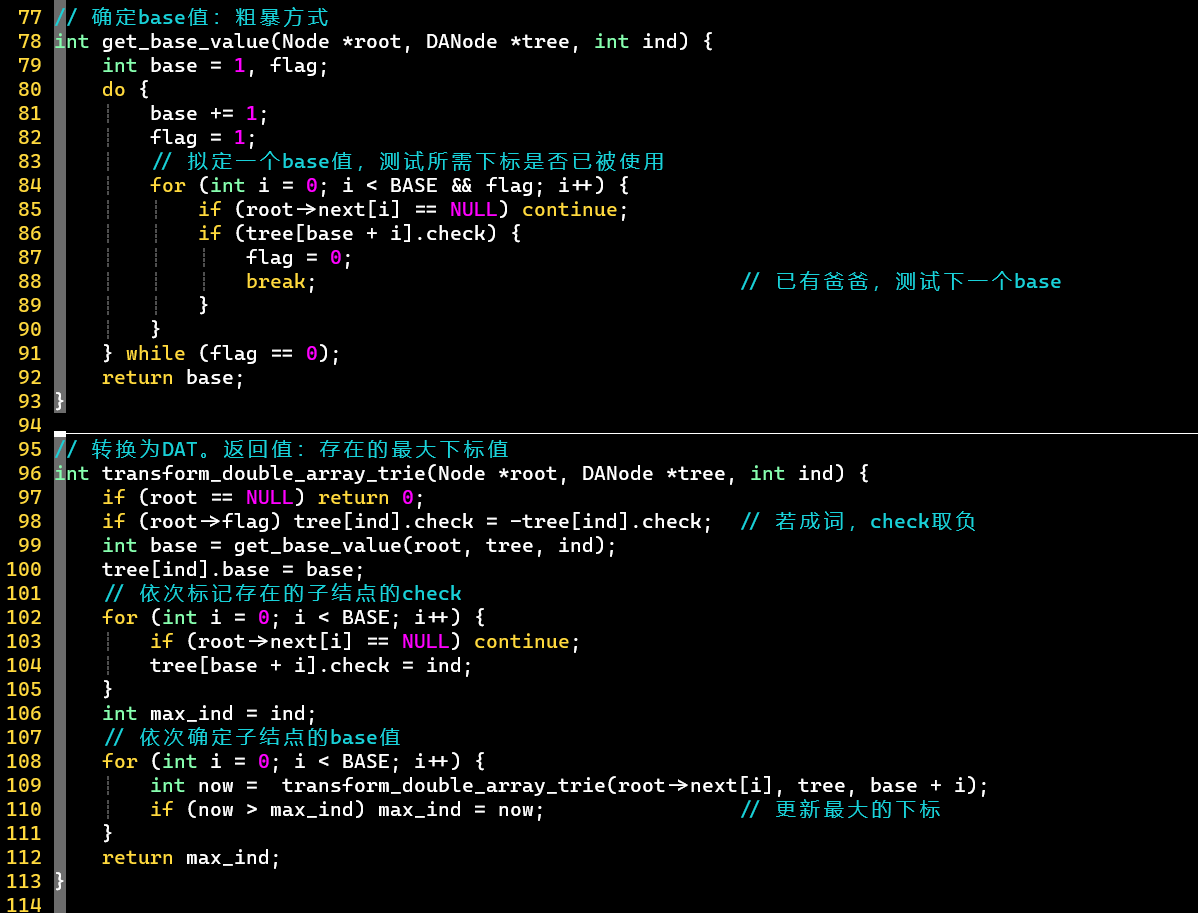 77 // 确定base值：粗暴方式
78 int get_base_value(Node *root, DANode *tree, int ind) {
79     int base = 1, flag;
80     do {
81         base += 1;
82         flag = 1;
83         // 拟定一个base值，测试所需下标是否已被使用
84         for (int i = 0; i < BASE && flag; i++) {
85             if (root->next[i] == NULL) continue;
86             if (tree[base + i].check) {
87                 flag = 0;
88                 break;                                   // 已有爸爸，测试下一个base
89             }
90         }
91     } while (flag == 0);
92     return base;
93 }
94
95 // 转换为DAT。返回值：存在的最大下标值
96 int transform_double_array_trie(Node *root, DANode *tree, int ind) {
97     if (root == NULL) return 0;
98     if (root->flag) tree[ind].check = -tree[ind].check;  // 若成词，check取负
99     int base = get_base_value(root, tree, ind);
100     tree[ind].base = base;
101     // 依次标记存在的子结点的check
102     for (int i = 0; i < BASE; i++) {
103         if (root->next[i] == NULL) continue;
104         tree[base + i].check = ind;
105     }
106     int max_ind = ind;
107     // 依次确定子结点的base值
108     for (int i = 0; i < BASE; i++) {
109         int now =  transform_double_array_trie(root->next[i], tree, base + i);
110         if (now > max_ind) max_ind = now;                // 更新最大的下标
111     }
112     return max_ind;
113 }
114